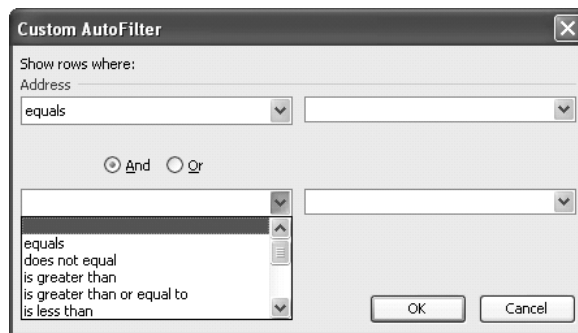 Custom AutoFilter
Show rows where:
Address
equals
And Or
equals
does not equal
is greater than
is greater than or equal to
is less than
OK Cancel